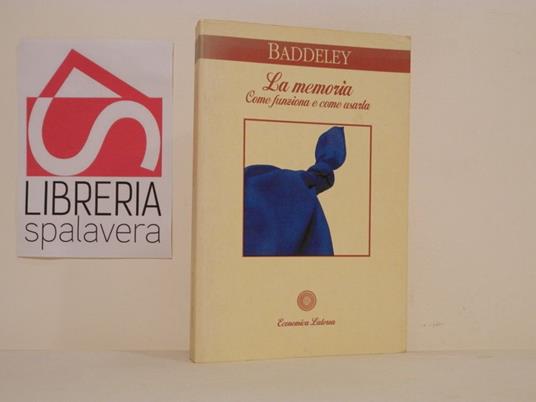 LIBRERIA
spalavera
BADDELEY
La memoria
Come funziona e come usarla
Economica Laterza